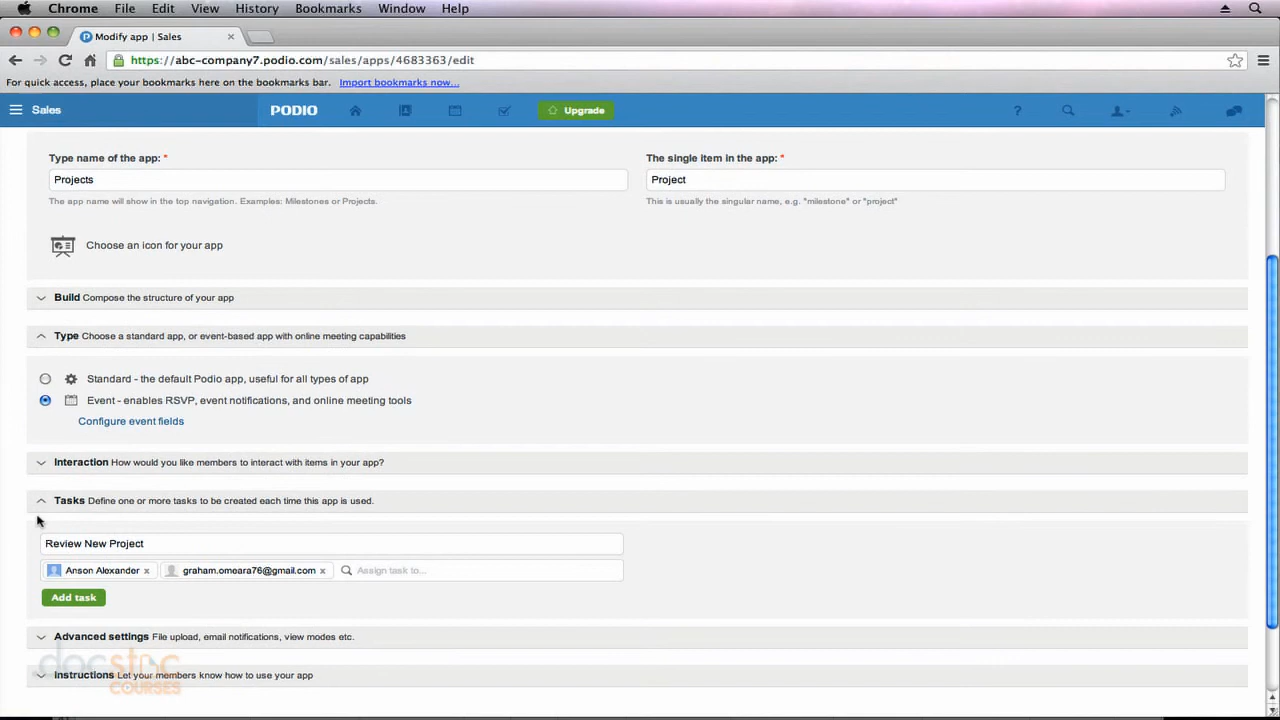 Chrome File Edit View History Bookmarks Window Help
Modify app | Sales
https://abc-company7.podio.com/sales/apps/4683363/edit
For quick access, place your bookmarks here on the bookmarks bar. Import bookmarks now...
Sales PODIO Upgrade ?
Type name of the app: * The single item in the app: *
Projects Project
The app name will show in the top navigation. Examples: Milestones or Projects. This is usually the singular name, e.g. "milestone" or "project"
Choose an icon for your app
Build Compose the structure of your app
Type Choose a standard app, or event-based app with online meeting capabilities
Standard - the default Podio app, useful for all types of app
Event - enables RSVP, event notifications, and online meeting tools
Configure event fields
Interaction How would you like members to interact with items in your app?
Tasks Define one or more tasks to be created each time this app is used.
Review New Project
Anson Alexander x graham.omeara76@gmail.com x Assign task to...
Add task
Advanced settings File upload, email notifications, view modes etc.
docstoc
Instructions Let your members know how to use your app
COURSES